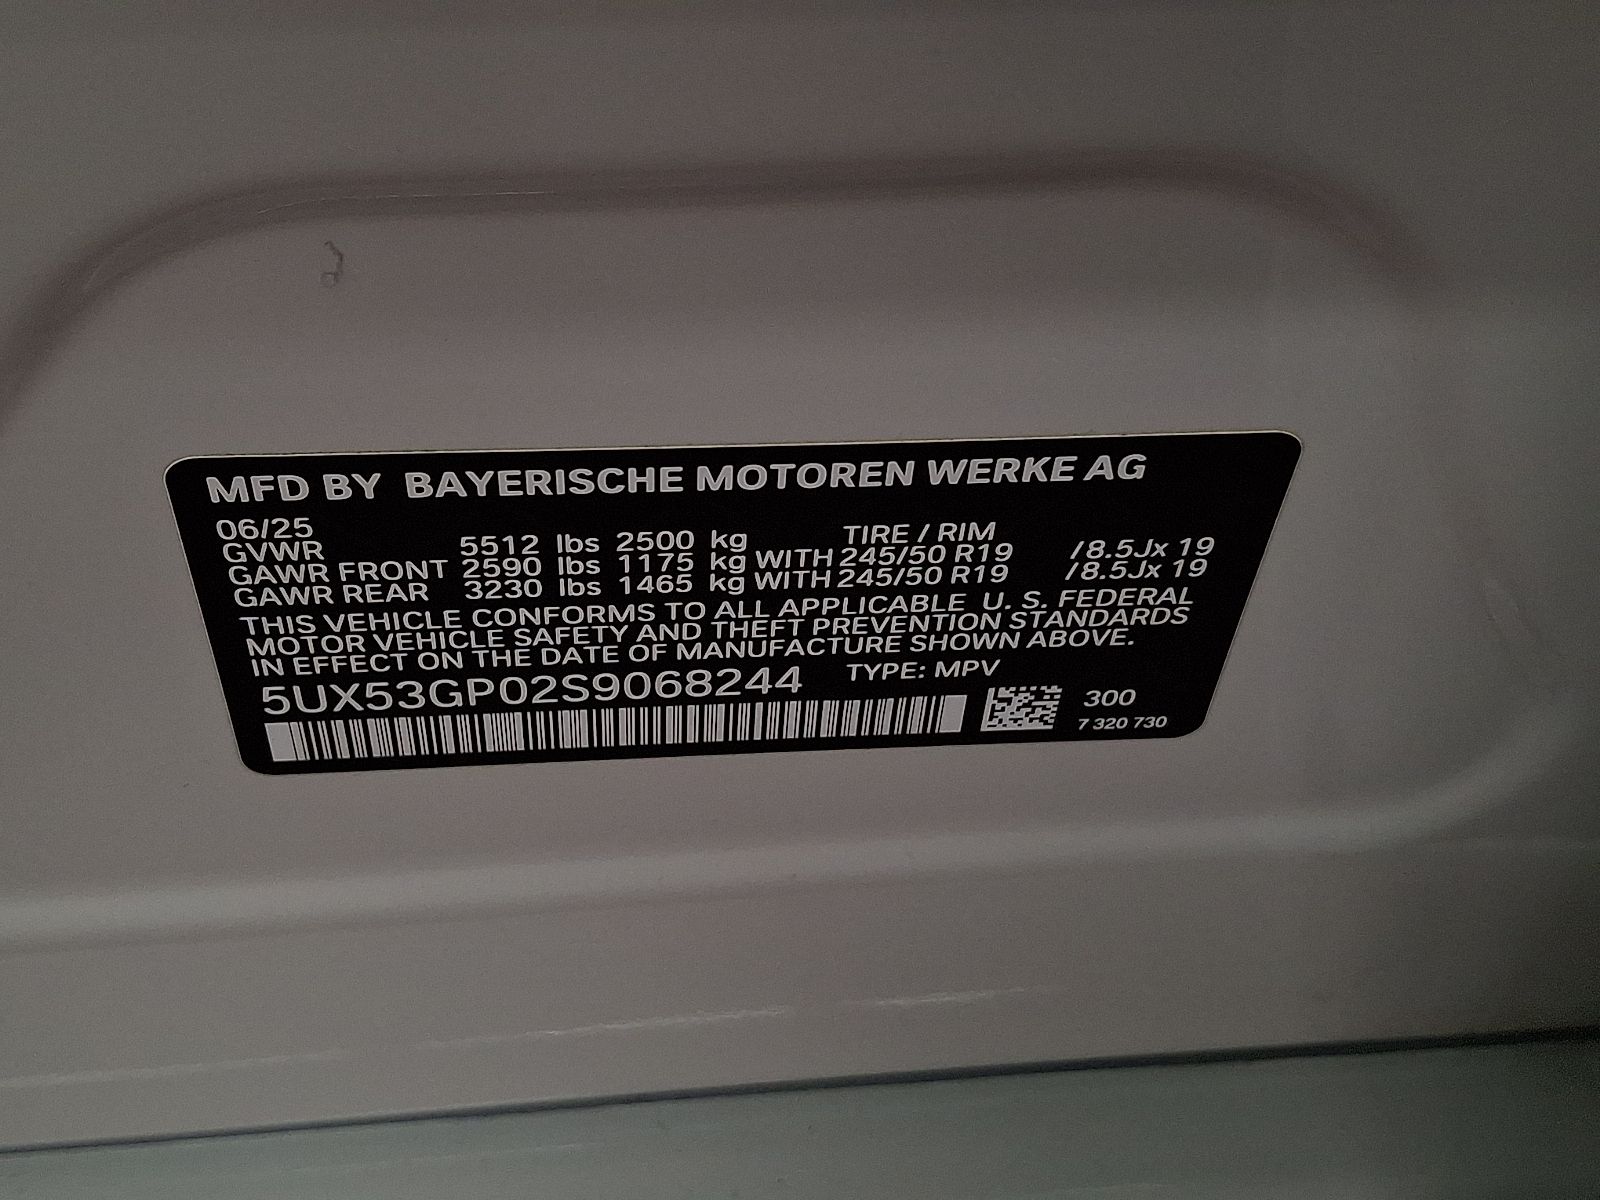 MFD BY BAYERISCHE MOTOREN WERKE AG
06/25 TIRE / RIM
GVWR 5512 lbs 2500 kg
GAWR FRONT 2590 lbs 1175 kg WITH 245/50 R19 /8.5Jx 19
GAWR REAR 3230 lbs 1465 kg WITH 245/50 R19 /8.5Jx 19
THIS VEHICLE CONFORMS TO ALL APPLICABLE U. S. FEDERAL
MOTOR VEHICLE SAFETY AND THEFT PREVENTION STANDARDS
IN EFFECT ON THE DATE OF MANUFACTURE SHOWN ABOVE.
5UX53GP02S9068244 TYPE: MPV
300
7 320 730